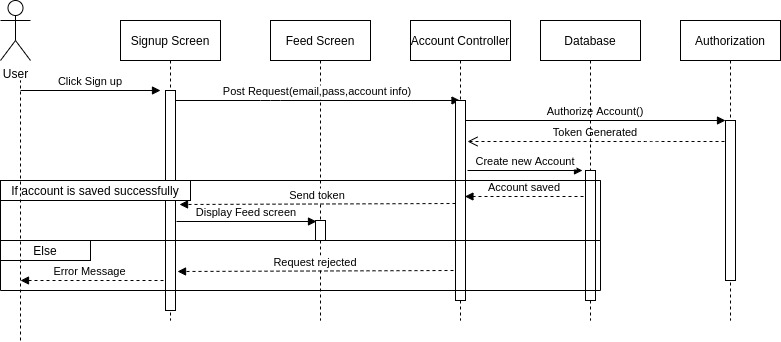 Signup Screen
Feed Screen
Account Controller
Database
Authorization
User
Click Sign up
Post Request(email,pass,account info)
Authorize Account()
Token Generated
Create new Account
If account is saved successfully
Account saved
Send token
Display Feed screen
Else
Request rejected
Error Message